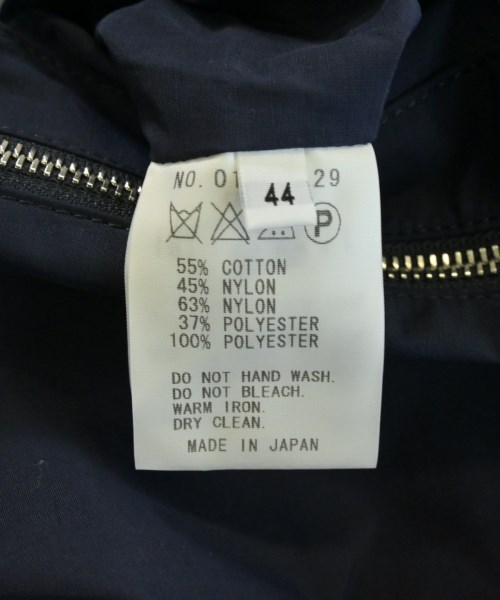 NO. 01 29
44
P
55% COTTON
45% NYLON
63% NYLON
37% POLYESTER
100% POLYESTER
DO NOT HAND WASH.
DO NOT BLEACH.
WARM IRON.
DRY CLEAN.
MADE IN JAPAN